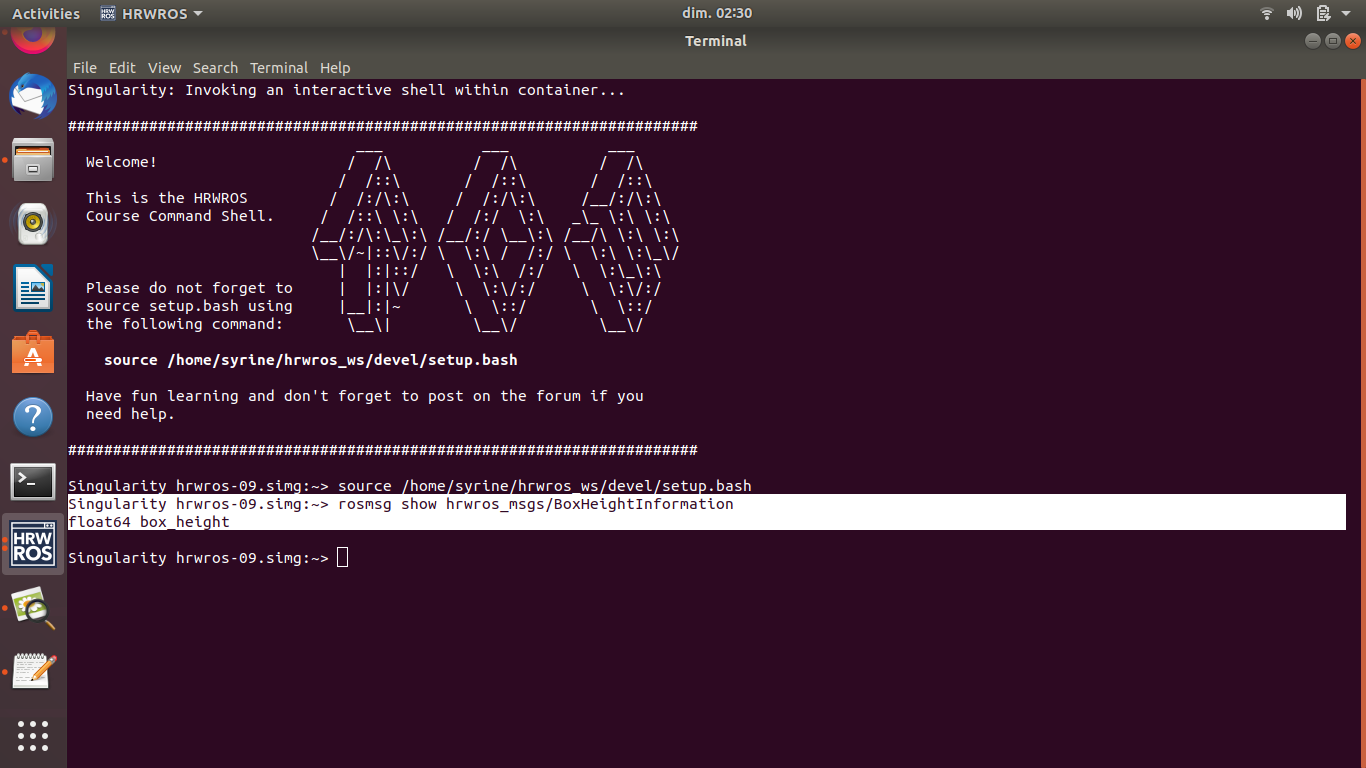 Activities HRW ROS HRWROS dim. 02:30
Terminal
File Edit View Search Terminal Help
Singularity: Invoking an interactive shell within container...
######################################################################
Welcome!
This is the HRWROS
Course Command Shell.
Please do not forget to
source setup.bash using
the following command:
source /home/syrine/hrwros_ws/devel/setup.bash
Have fun learning and don't forget to post on the forum if you
need help.
######################################################################
Singularity hrwros-09.simg:~> source /home/syrine/hrwros_ws/devel/setup.bash
Singularity hrwros-09.simg:~> rosmsg show hrwros_msgs/BoxHeightInformation
float64 box_height
Singularity hrwros-09.simg:~>
HRW
ROS